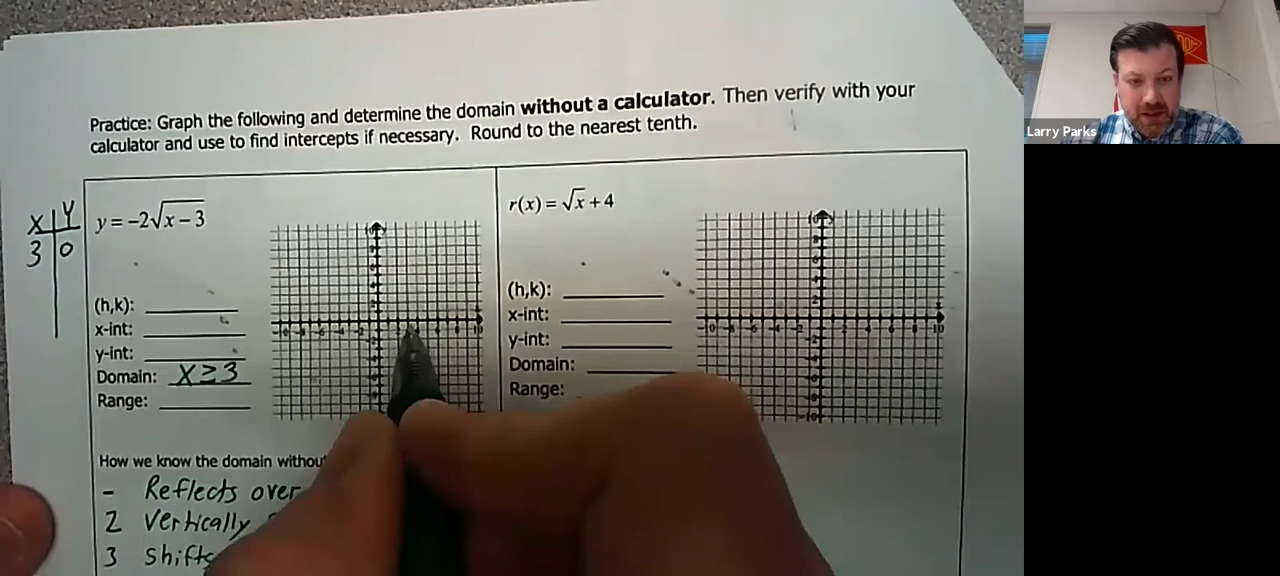 Practice: Graph the following and determine the domain without a calculator. Then verify with your
calculator and use to find intercepts if necessary. Round to the nearest tenth.
X Y
3 0
y = -2√x-3
(h,k):
x-int:
y-int:
Domain: X ≥ 3
Range:
r(x) = √x + 4
(h,k):
x-int:
y-int:
Domain:
Range:
How we know the domain
- Reflects over
2 Vertically
3 Shifts
Larry Parks